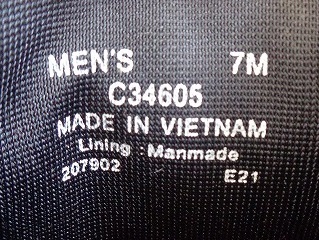 MEN'S 7M
C34605
MADE IN VIETNAM
Lining : Manmade
207902 E21